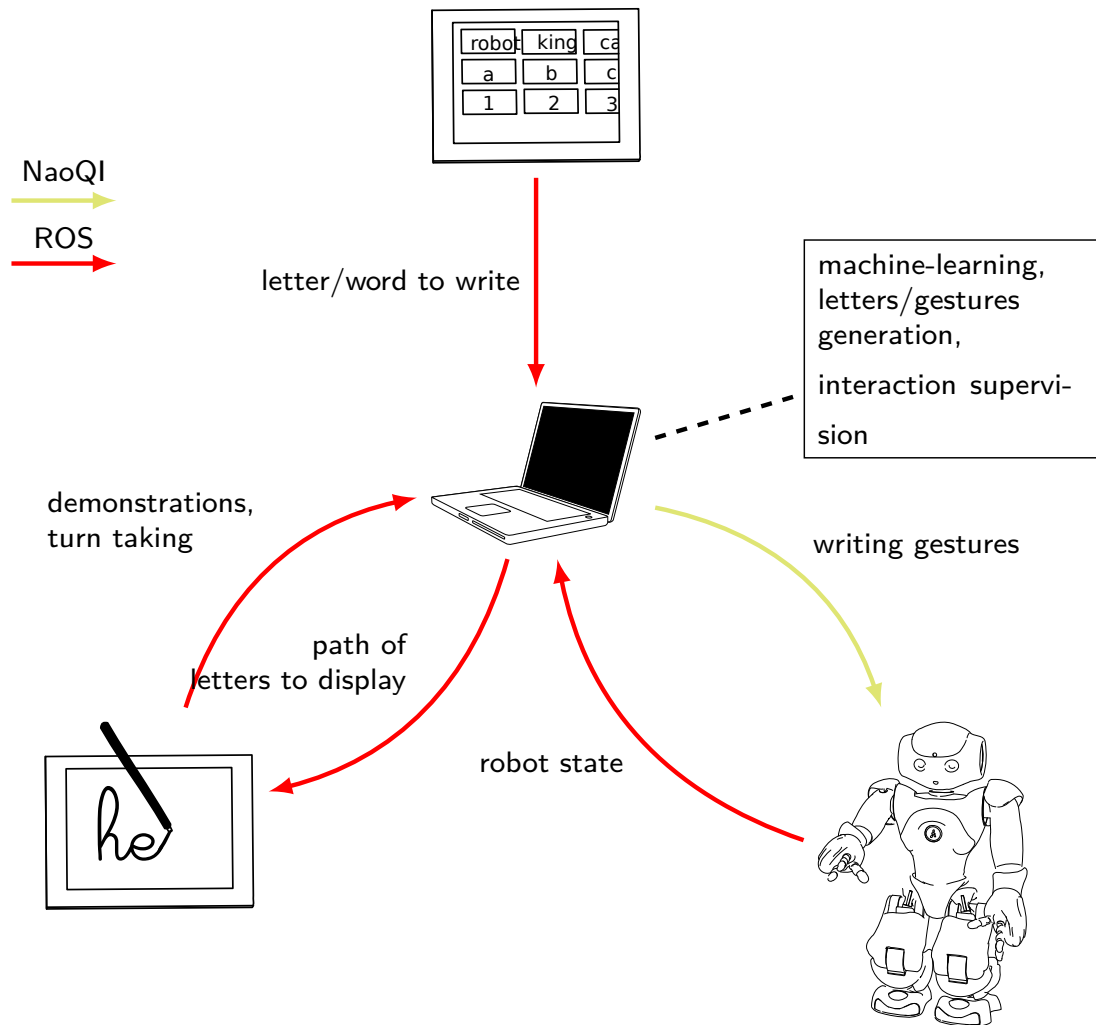 robot king ca
a b c
1 2 3
NaoQI
ROS
letter/word to write
machine-learning,
letters/gestures
generation,
interaction supervi-
sion
demonstrations,
turn taking
writing gestures
path of
letters to display
robot state
he